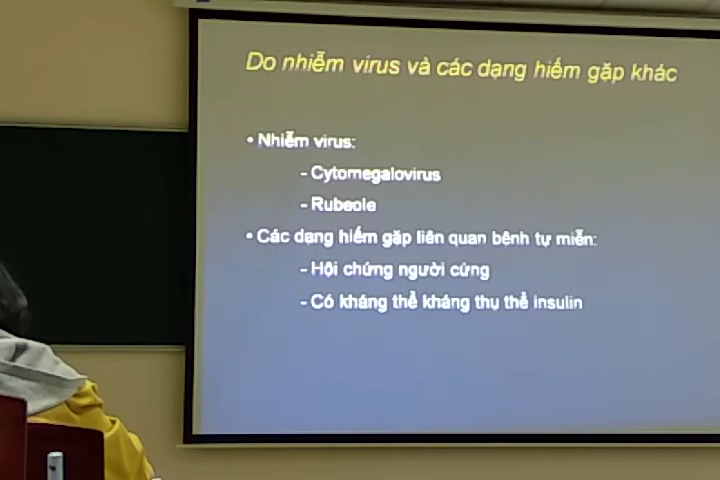 Do nhiễm virus và các dạng hiếm gặp khác
• Nhiễm virus:
- Cytomegalovirus
- Rubeole
• Các dạng hiếm gặp liên quan bệnh tự miễn:
- Hội chứng người cứng
- Có kháng thể kháng thụ thể insulin